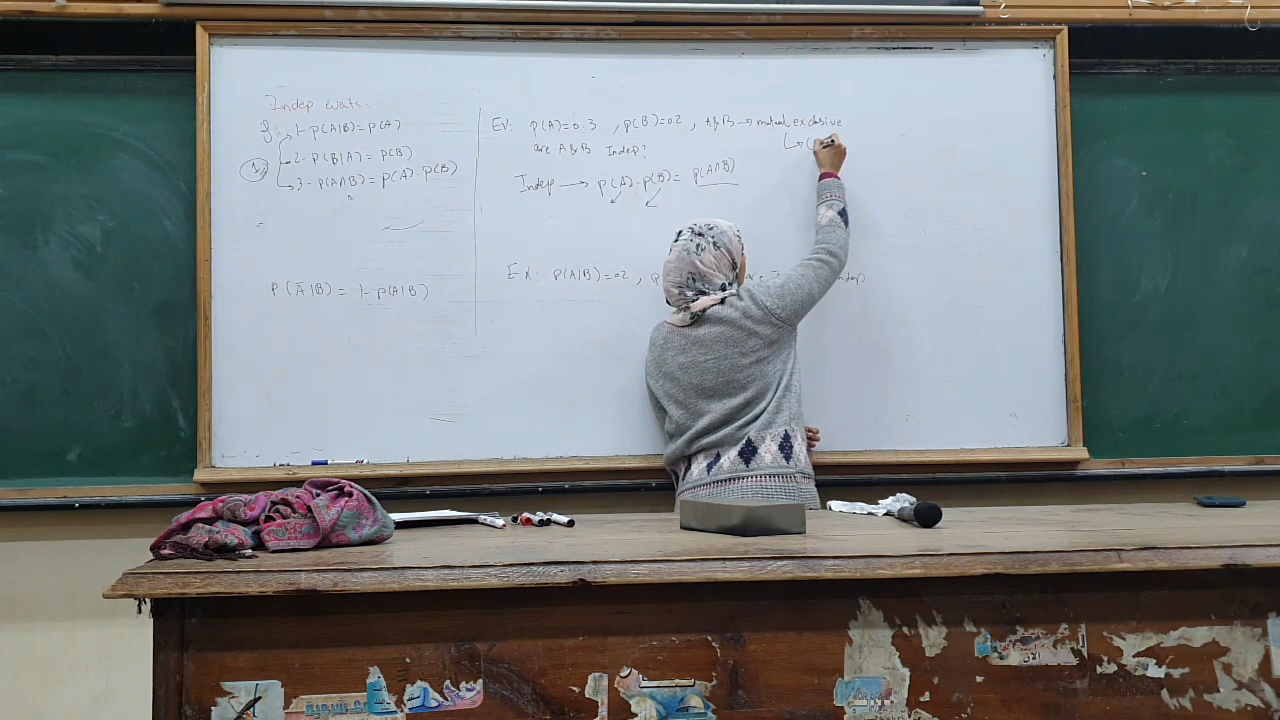 Indep events.
1- P(A|B) = P(A)
2- P(B|A) = P(B)
3- P(A∩B) = P(A) . P(B)
P(Ā|B) = 1- P(A|B)
EX: P(A)=0.3 , P(B)=0.2 , A&B → mutual exclusive
are A&B Indep?
Indep → P(A) . P(B) = P(A∩B)
EX: P(A|B)=0.2 ,